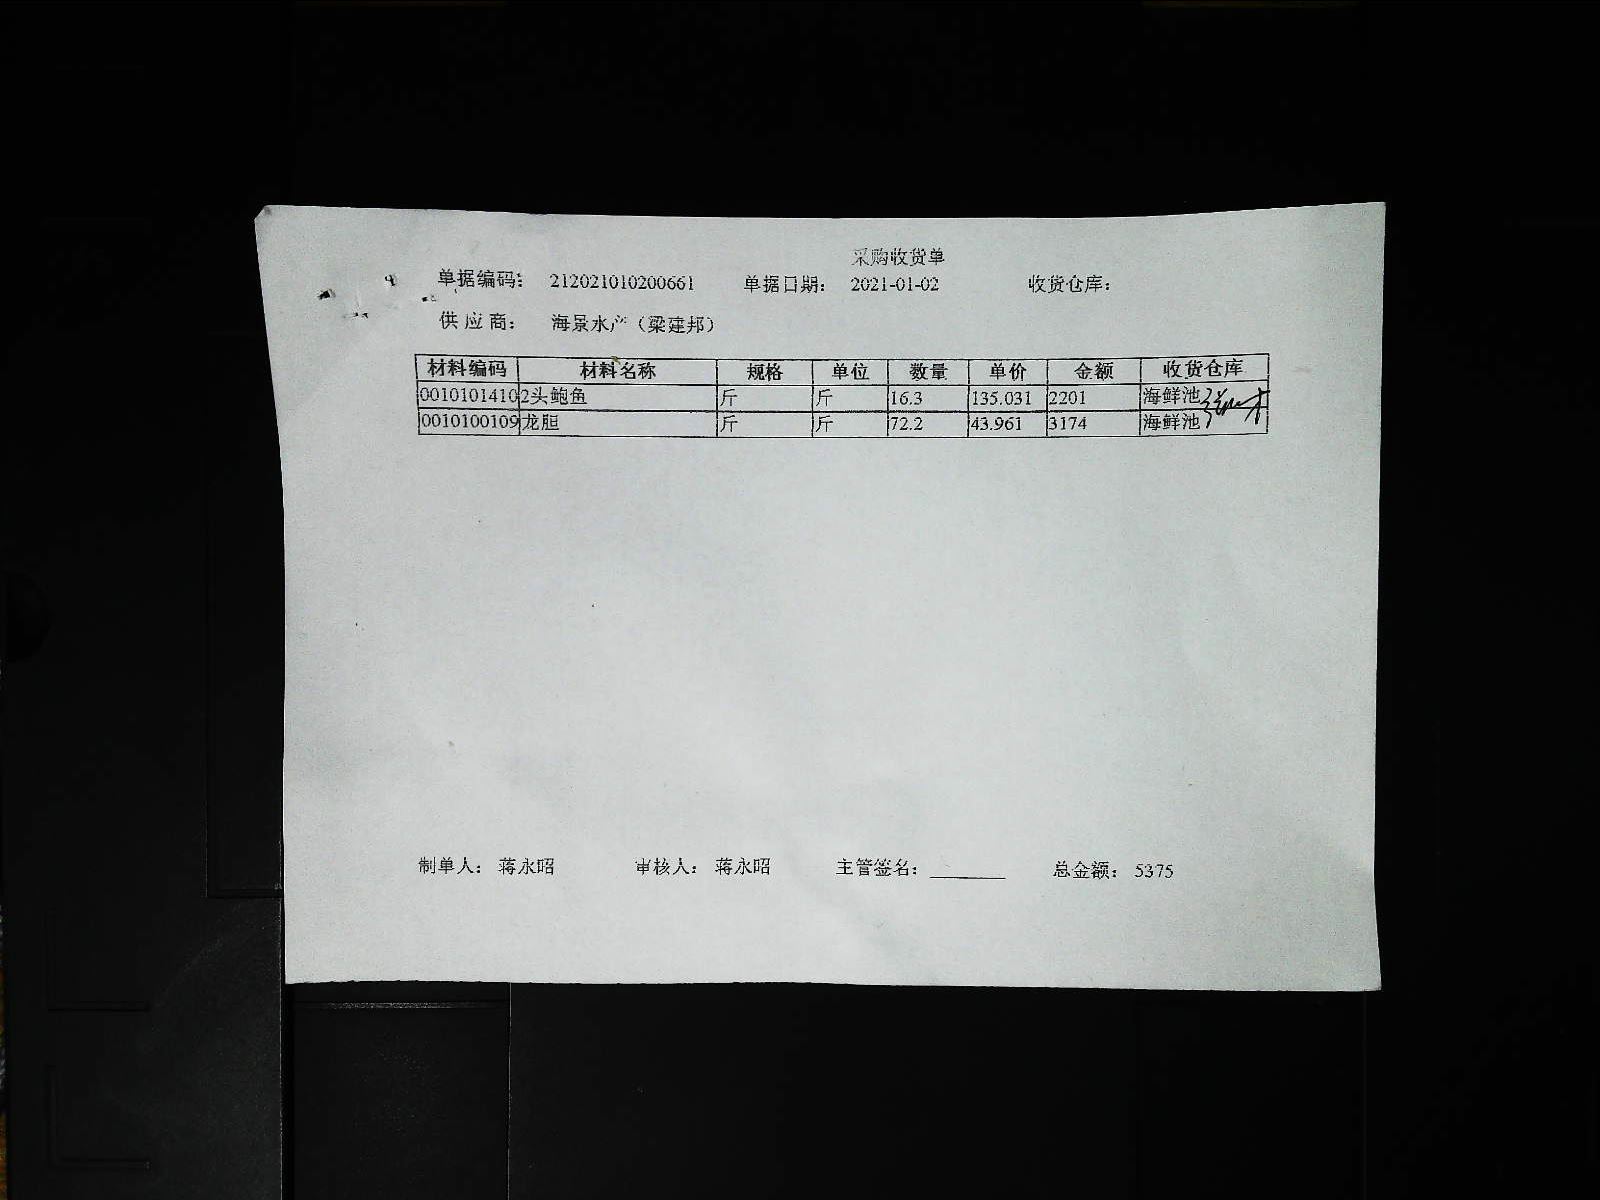 采购收货单
单据编码： 212021010200661 单据日期： 2021-01-02 收货仓库：
供应商： 海景水产（梁建邦）
材料编码 材料名称 规格 单位 数量 单价 金额 收货仓库
0010101410 2头鲍鱼 斤 斤 16.3 135.031 2201 海鲜池
0010100109 龙胆 斤 斤 72.2 43.961 3174 海鲜池
制单人： 蒋永昭 审核人： 蒋永昭 主管签名： 总金额： 5375